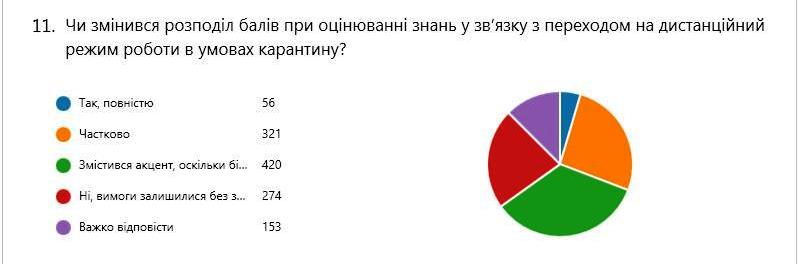 11. Чи змінився розподіл балів при оцінюванні знань у зв'язку з переходом на дистанційний
режим роботи в умовах карантину?
Так, повністю 56
Частково 321
Змістився акцент, оскільки бі... 420
Ні, вимоги залишилися без з... 274
Важко відповісти 153